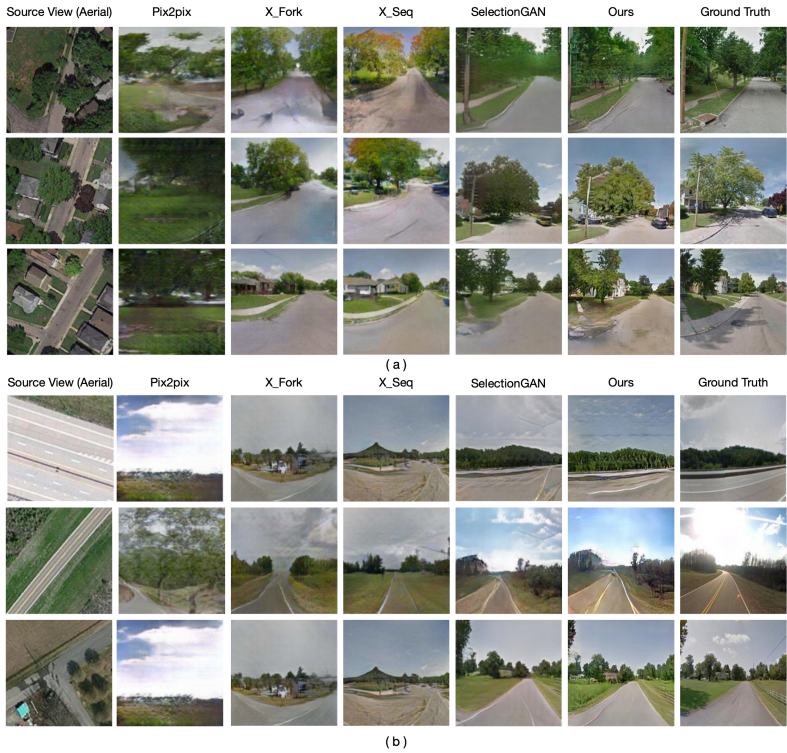 Source View (Aerial) Pix2pix X_Fork X_Seq SelectionGAN Ours Ground Truth
( a )
Source View (Aerial) Pix2pix X_Fork X_Seq SelectionGAN Ours Ground Truth
( b )